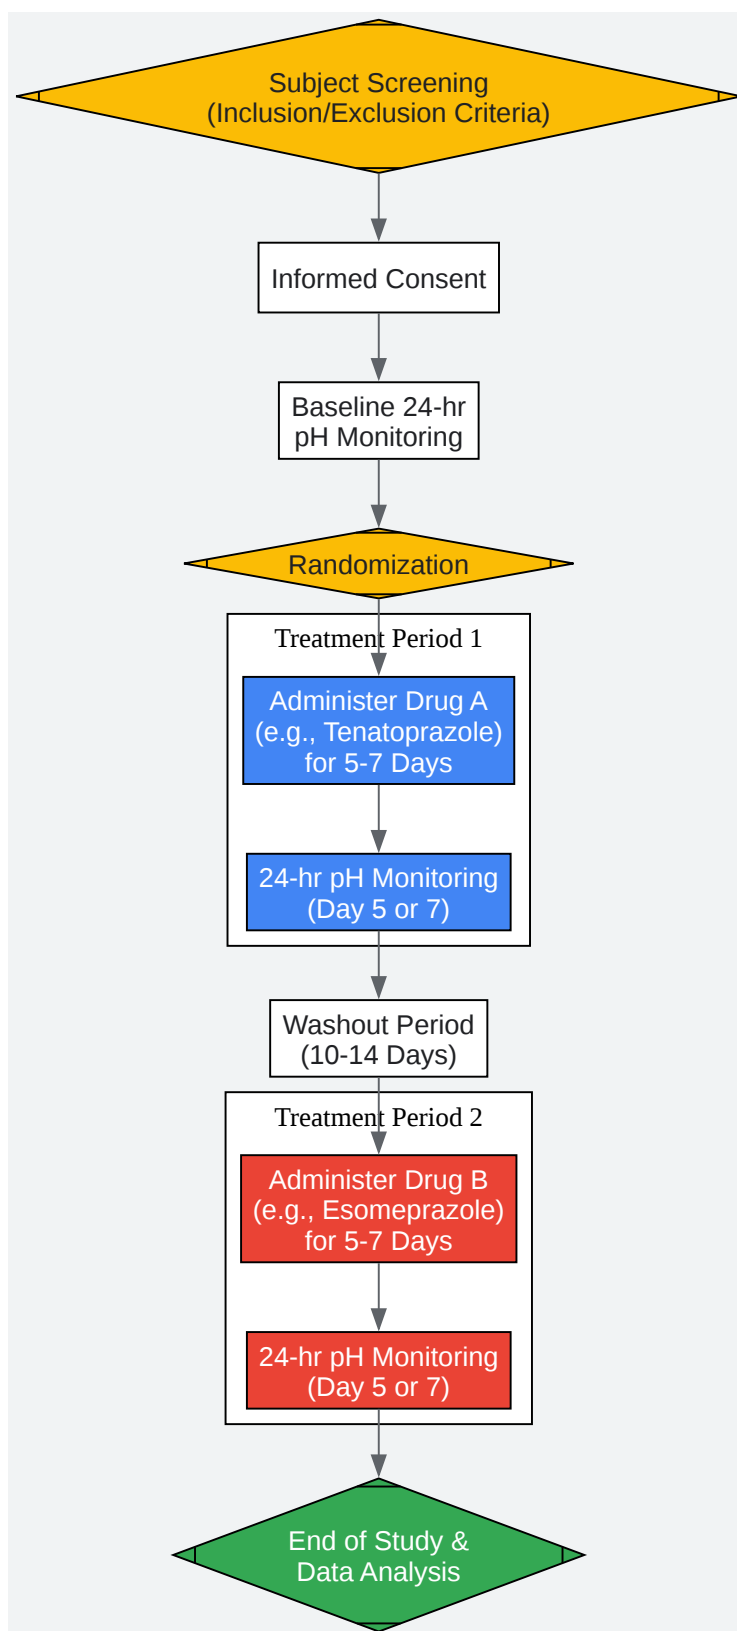 Subject Screening
(Inclusion/Exclusion Criteria)
Informed Consent
Baseline 24-hr
pH Monitoring
Randomization
Treatment Period 1
Administer Drug A
(e.g., Tenatoprazole)
for 5-7 Days
24-hr pH Monitoring
(Day 5 or 7)
Washout Period
(10-14 Days)
Treatment Period 2
Administer Drug B
(e.g., Esomeprazole)
for 5-7 Days
24-hr pH Monitoring
(Day 5 or 7)
End of Study &
Data Analysis